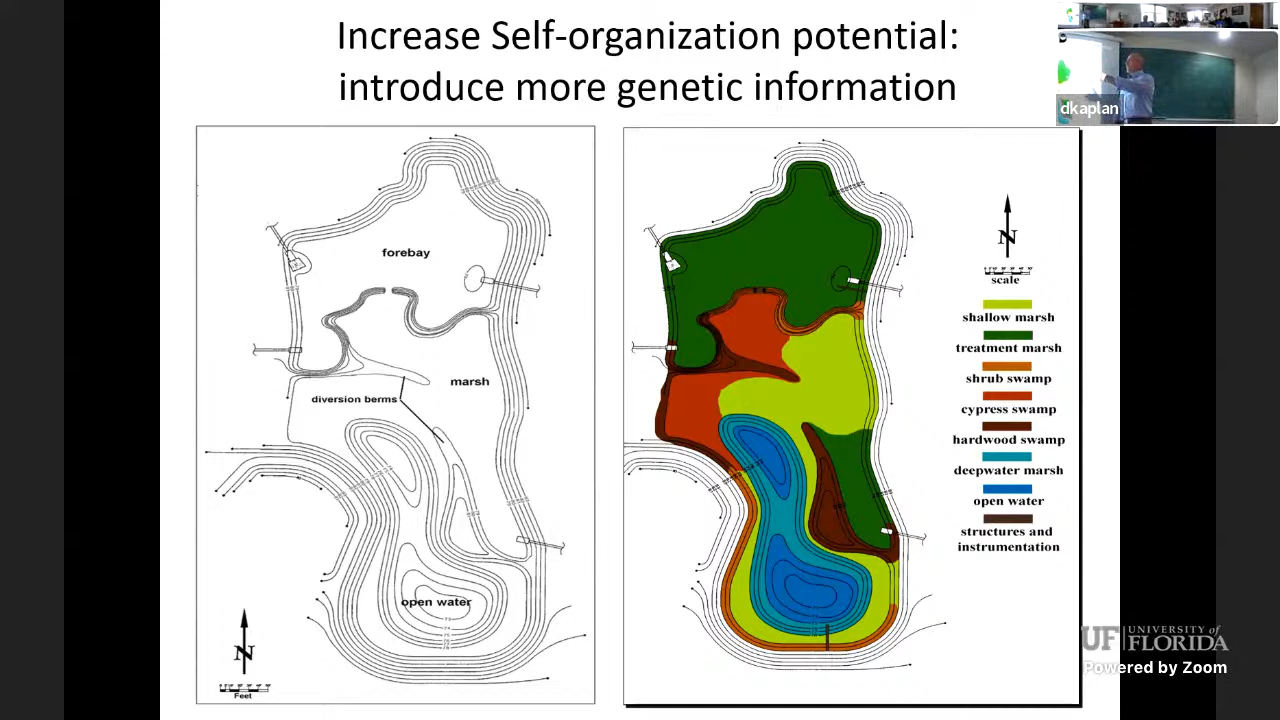 Increase Self-organization potential:
introduce more genetic information
dkaplan
forebay
marsh
diversion berms
open water
N
Feet
N
scale
shallow marsh
treatment marsh
shrub swamp
cypress swamp
hardwood swamp
deepwater marsh
open water
structures and
instrumentation
UF UNIVERSITY of
FLORIDA
Powered by Zoom